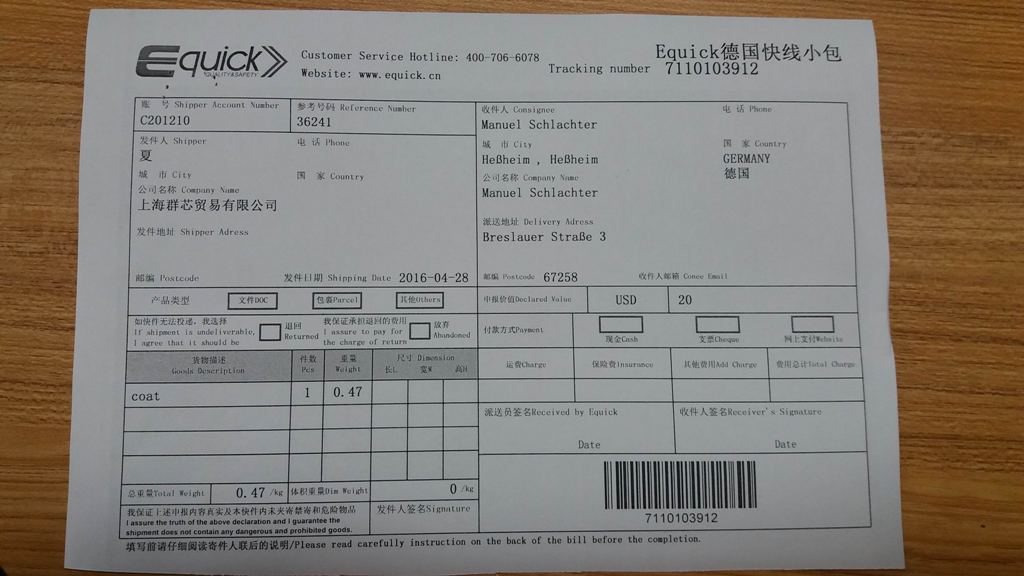 Equick
QUALITY&SAFETY
Customer Service Hotline: 400-706-6078
Website: www.equick.cn
Equick德国快线小包
Tracking number 7110103912
账 号 Shipper Account Number
C201210
参考号码 Reference Number
36241
发件人 Shipper
电 话 Phone
夏
城 市 City
国 家 Country
公司名称 Company Name
上海群芯贸易有限公司
发件地址 Shipper Adress
邮编 Postcode
发件日期 Shipping Date 2016-04-28
收件人 Consignee
电 话 Phone
Manuel Schlachter
城 市 City
国 家 Country
Heßheim , Heßheim
GERMANY
德国
公司名称 Company Name
Manuel Schlachter
派送地址 Delivery Adress
Breslauer Straße 3
邮编 Postcode 67258
收件人邮箱 Conee Email
产品类型
文件DOC
包裹Parcel
其他Others
申报价值Declared Value
USD
20
如快件无法投递,我选择
If shipment is undeliverable,
I agree that it should be
退回
Returned
我保证承担退回的费用
I assure to pay for
the charge of return
放弃
Abandoned
付款方式Payment
现金Cash
支票Cheque
网上支付Website
货物描述
Goods Description
件数
Pcs
重量
Weight
尺寸 Dimension
长L
宽W
高H
运费Charge
保险费Insurance
其他费用Add Charge
费用总计Total Charge
coat
1
0.47
派送员签名Received by Equick
Date
收件人签名Receiver's Signature
Date
总重量Total Weight
0.47 /kg
体积重量Dim Weight
0 /kg
我保证上述申报内容真实及本快件内未夹寄禁寄和危险物品
I assure the truth of the above declaration and I guarantee the
shipment does not contain any dangerous and prohibited goods.
发件人签名Signature
7110103912
填写前请仔细阅读寄件人联后的说明/Please read carefully instruction on the back of the bill before the completion.